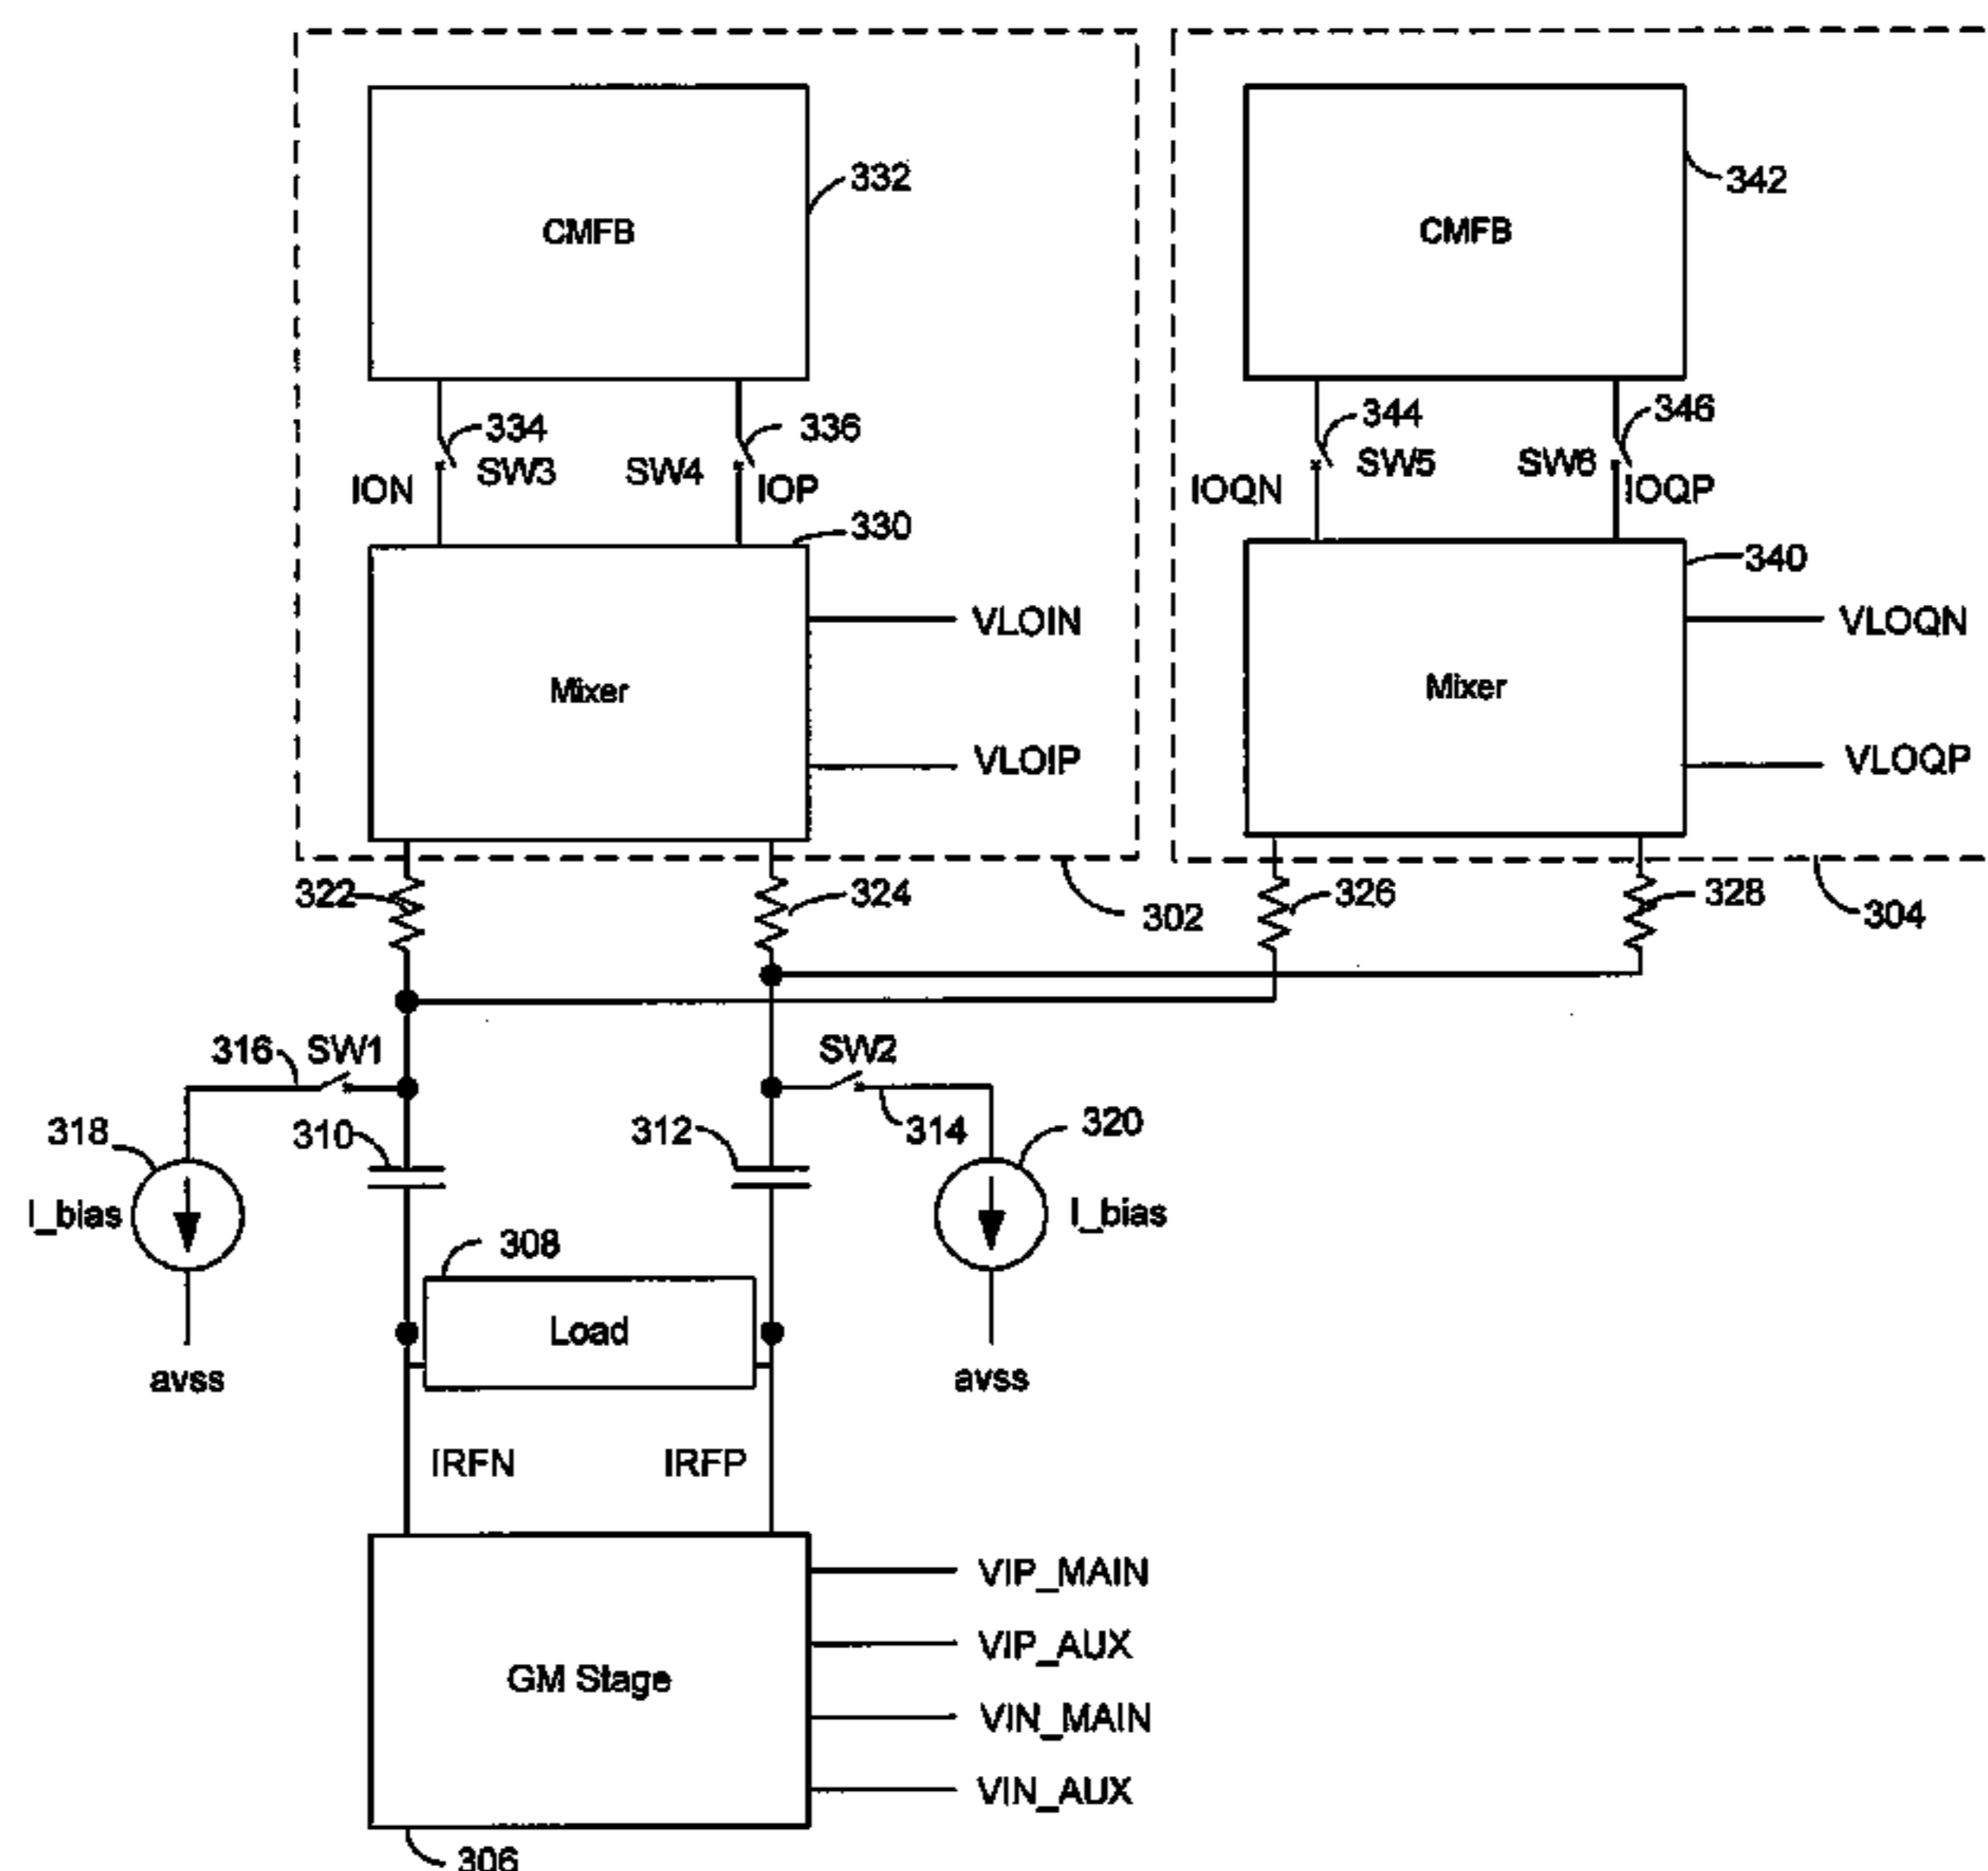 332
CMFB
342
CMFB
334
SW3
336
SW4
ION
IOP
344
SW5
346
SW6
IOQN
IOQP
330
340
VLOIN
VLOQN
Mixer
Mixer
VLOIP
VLOQP
322
324
302
326
328
304
316
SW1
SW2
318
310
312
314
320
I_bias
I_bias
308
Load
avss
avss
IRFN
IRFP
VIP_MAIN
VIP_AUX
GM Stage
VIN_MAIN
VIN_AUX
306